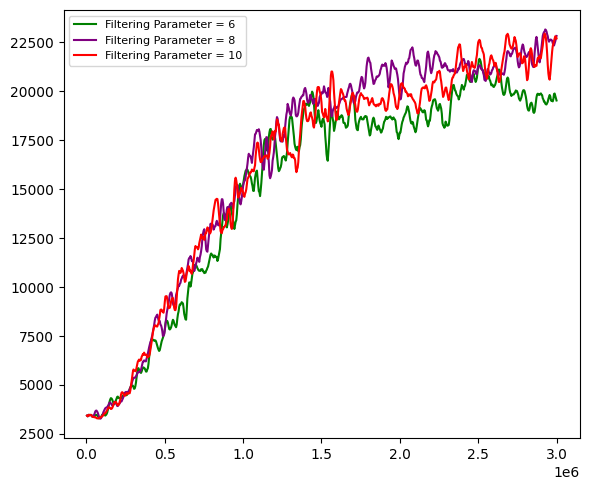 Filtering Parameter = 6
Filtering Parameter = 8
Filtering Parameter = 10
22500
20000
17500
15000
12500
10000
7500
5000
2500
0.0 0.5 1.0 1.5 2.0 2.5 3.0
1e6